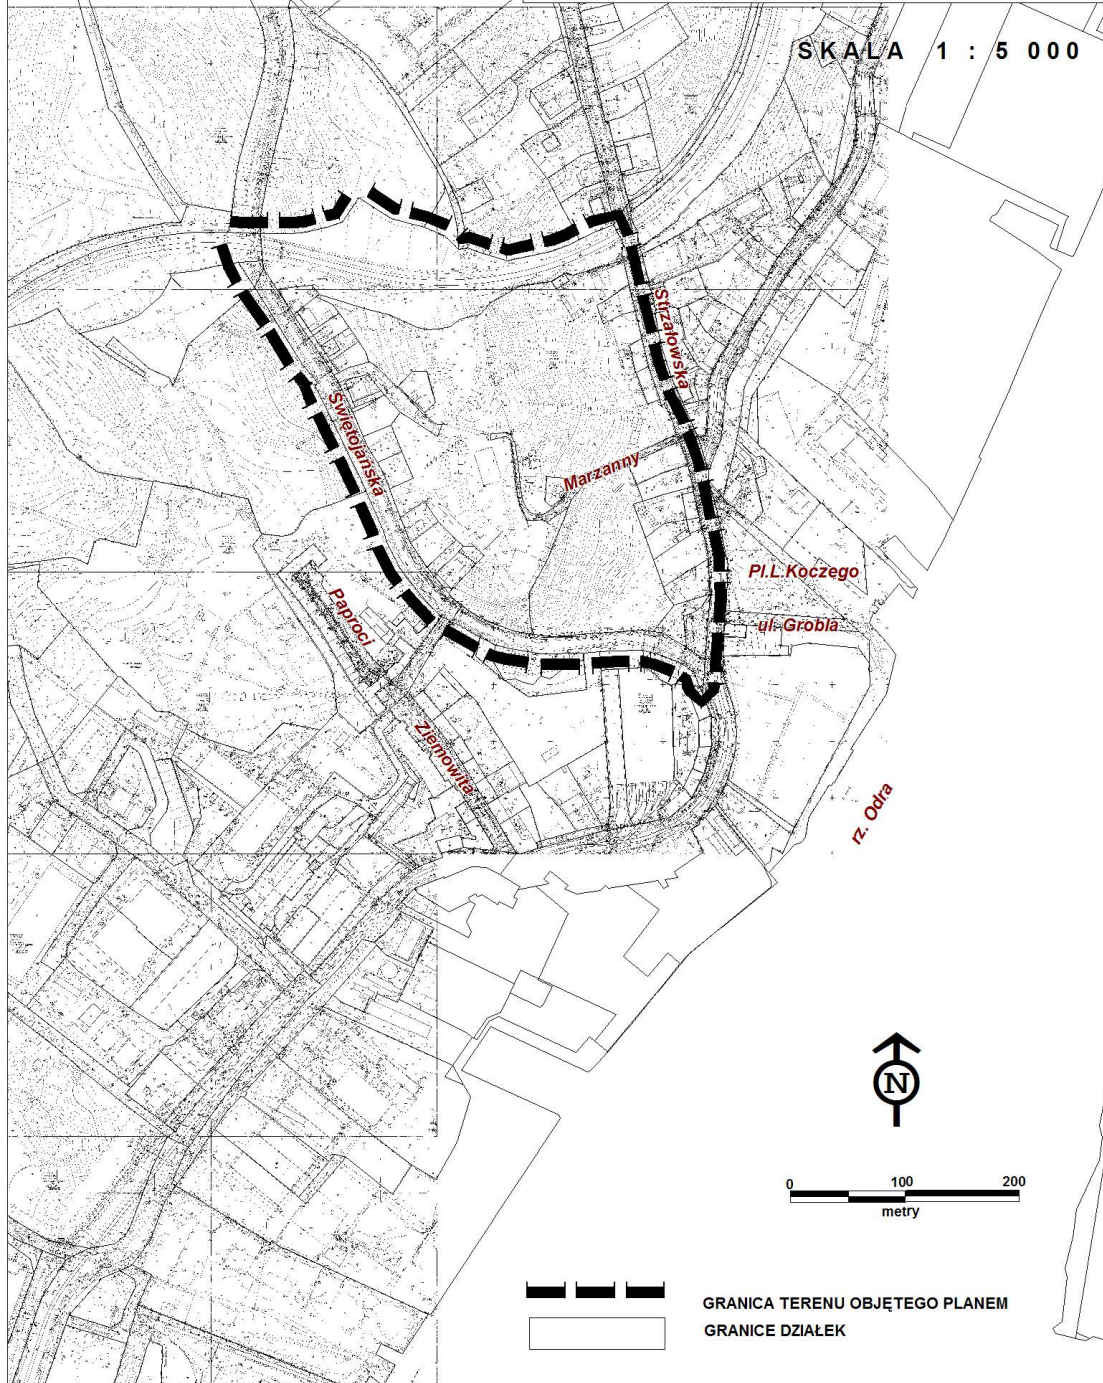 SKALA 1 : 5 000
Strzałowska
Świętojańska
Marzanny
Pl.L.Koczego
Paproci
ul. Grobla
Ziemowita
rz. Odra
N
0 100 200
metry
GRANICA TERENU OBJĘTEGO PLANEM
GRANICE DZIAŁEK